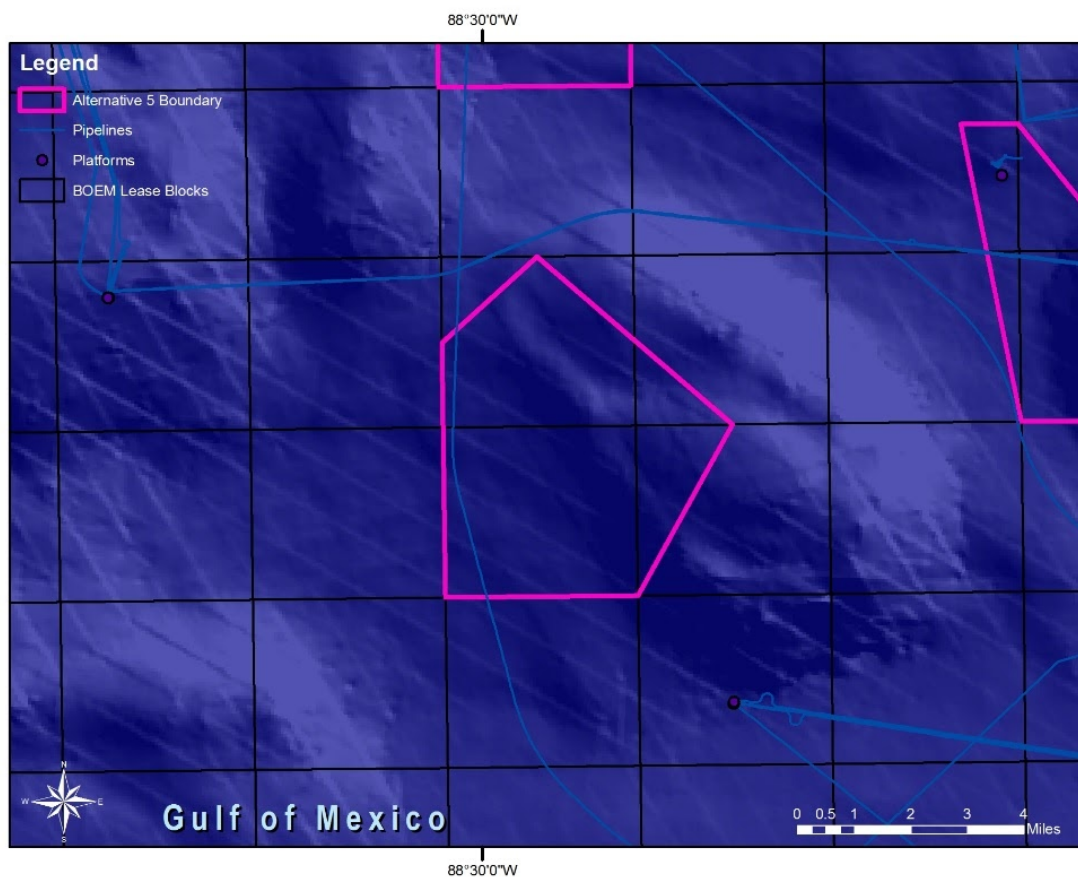 88°30'0"W
Legend
Alternative 5 Boundary
Pipelines
Platforms
BOEM Lease Blocks
N
W E
S
Gulf of Mexico
0 0.5 1 2 3 4
Miles
88°30'0"W